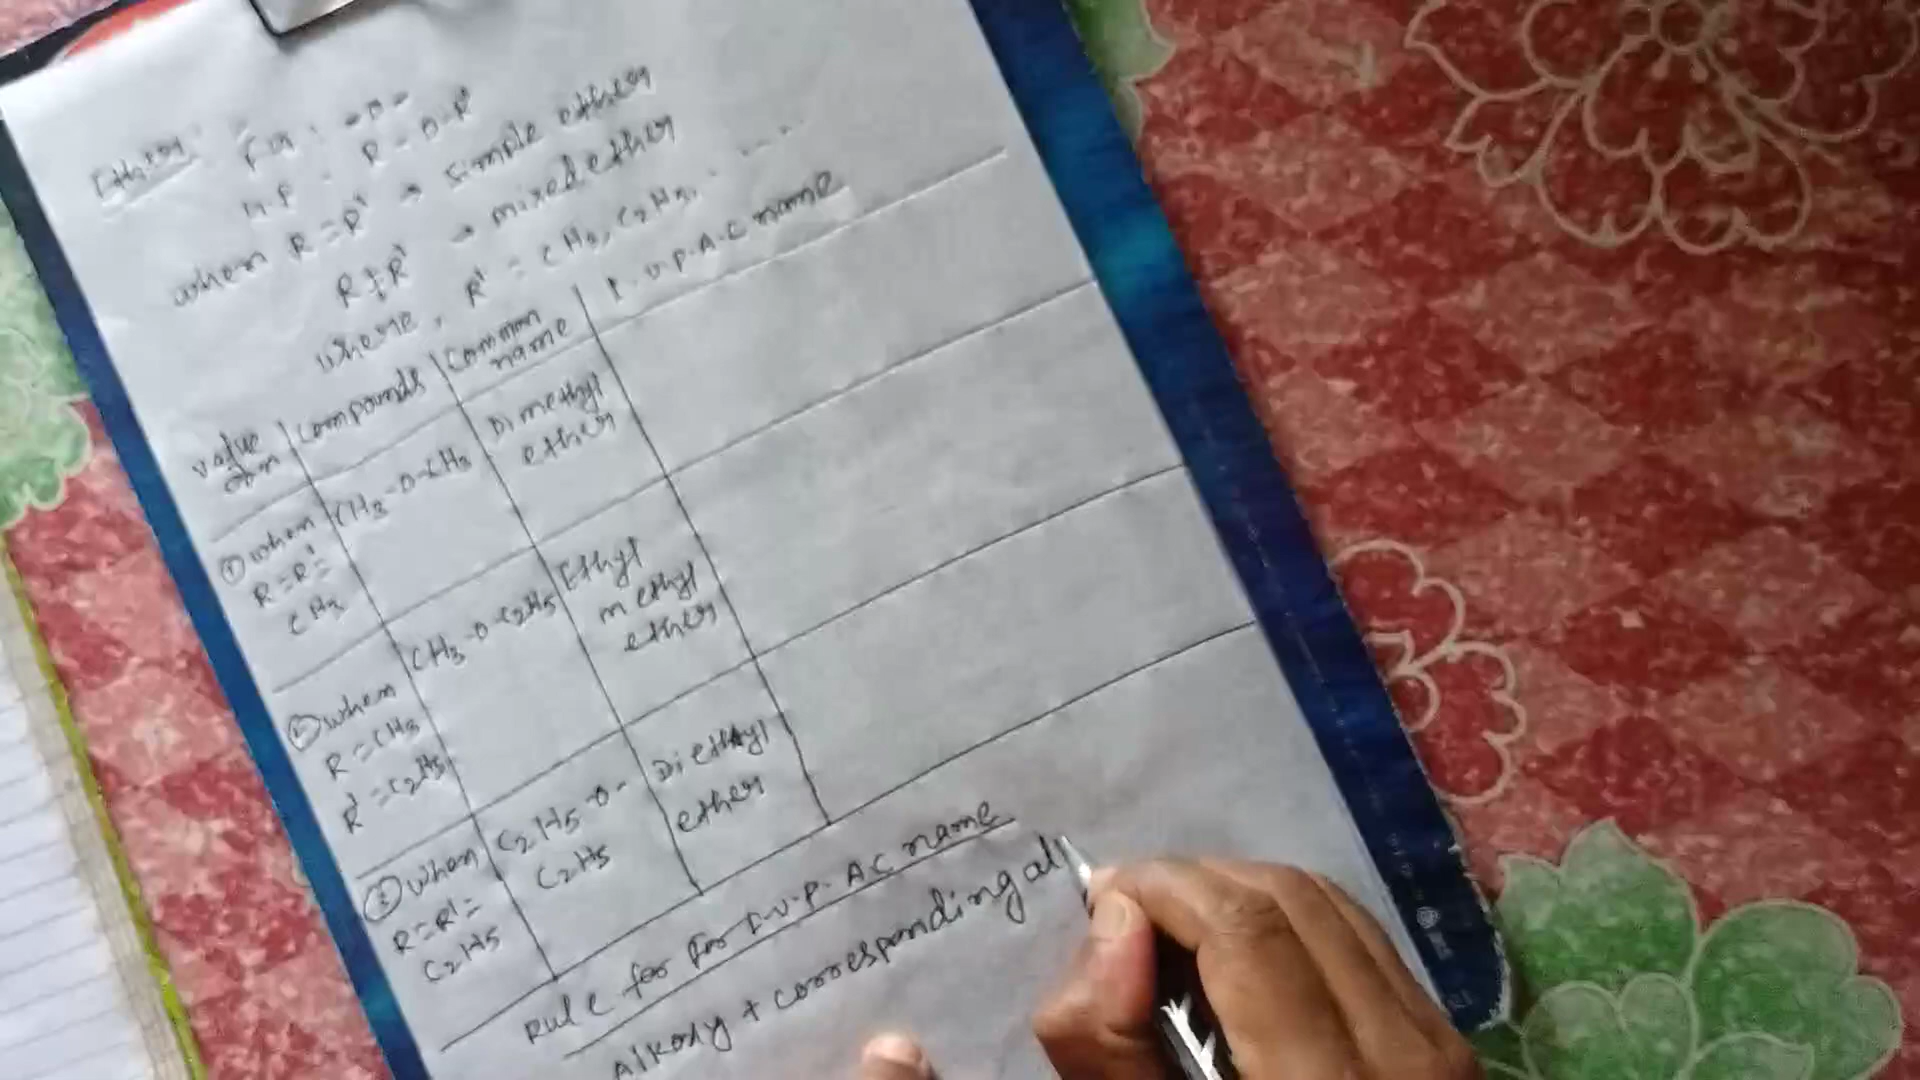 Ether :-
F.G : -O-
M.F : R-O-R'
when R = R' → simple ether
R ≠ R' → mixed ether
where, R' = CH3, C2H5, ....
value
Compounds
Common name
I.U.P.A.C name
① when R=R'= CH3
CH3-O-CH3
Dimethyl ether
② when R = CH3 R' = C2H5
CH3-O-C2H5
Ethyl methyl ether
③ when R=R'= C2H5
C2H5-O-C2H5
Diethyl ether
Rule for for I.U.P.AC name
Alkoxy + corresponding al